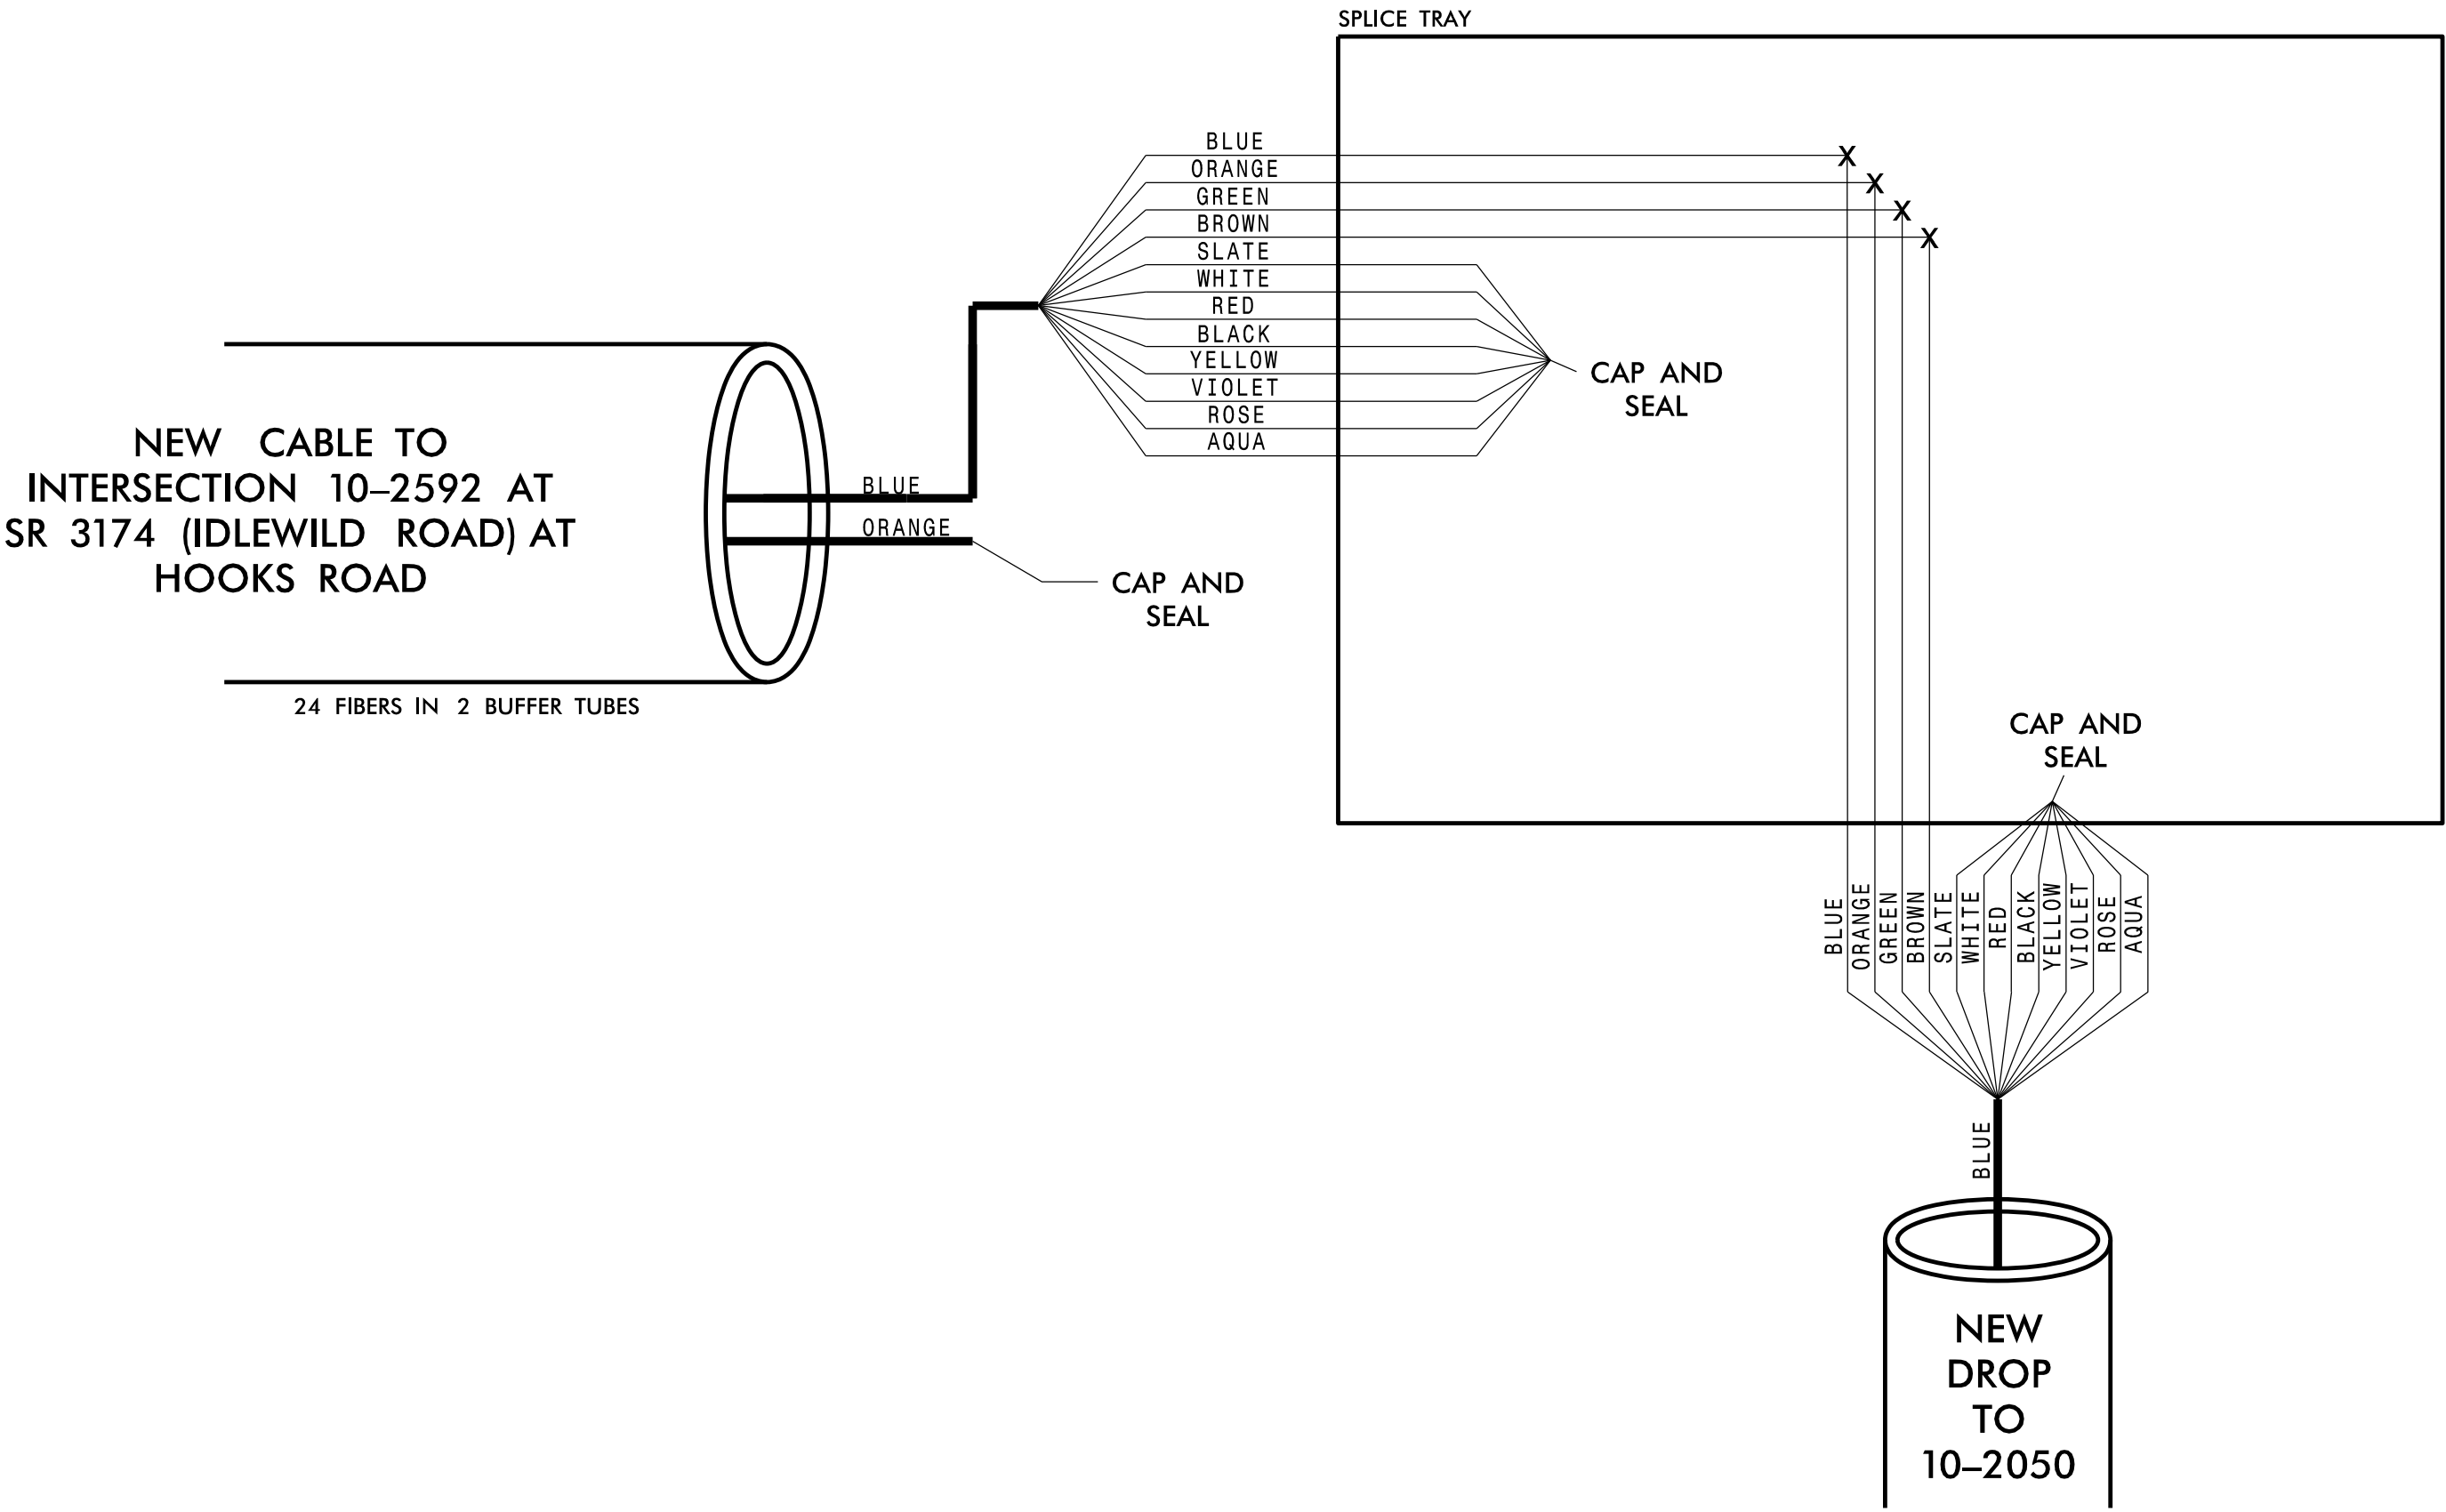 SPLICE TRAY
BLUE
ORANGE
GREEN
BROWN
SLATE
WHITE
RED
BLACK
YELLOW
VIOLET
ROSE
AQUA
CAP AND
SEAL
NEW CABLE TO
INTERSECTION 10-2592 AT
SR 3174 (IDLEWILD ROAD) AT
HOOKS ROAD
BLUE
ORANGE
CAP AND
SEAL
24 FIBERS IN 2 BUFFER TUBES
CAP AND
SEAL
BLUE
ORANGE
GREEN
BROWN
SLATE
WHITE
RED
BLACK
YELLOW
VIOLET
ROSE
AQUA
BLUE
NEW
DROP
TO
10-2050
X
X
X
X